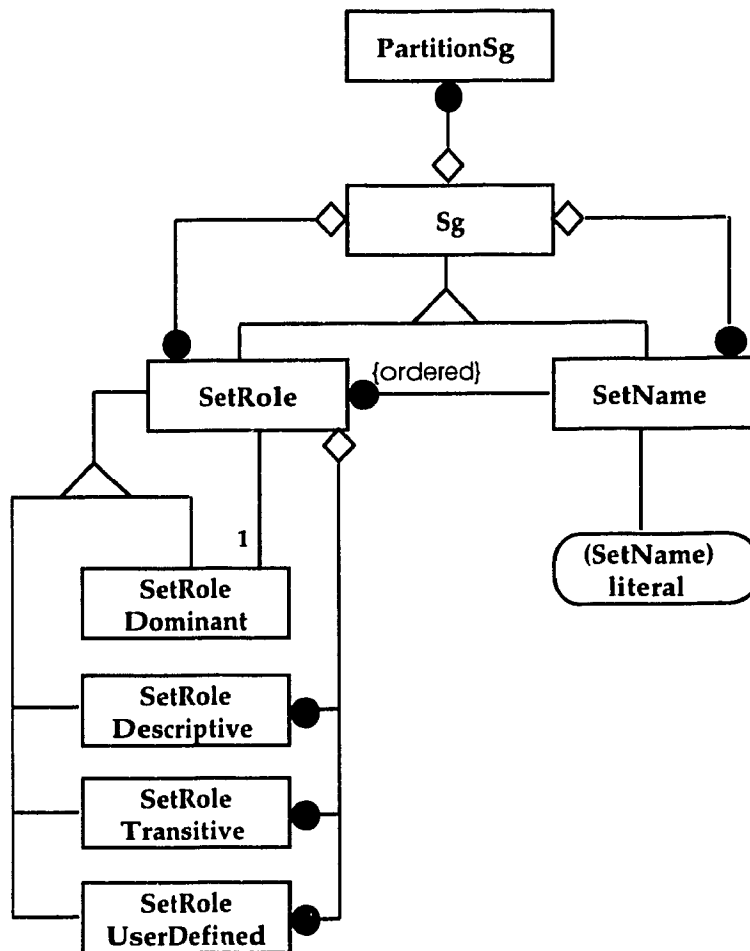 PartitionSg
Sg
{ordered}
SetRole
SetName
1
(SetName)
literal
SetRole
Dominant
SetRole
Descriptive
SetRole
Transitive
SetRole
UserDefined